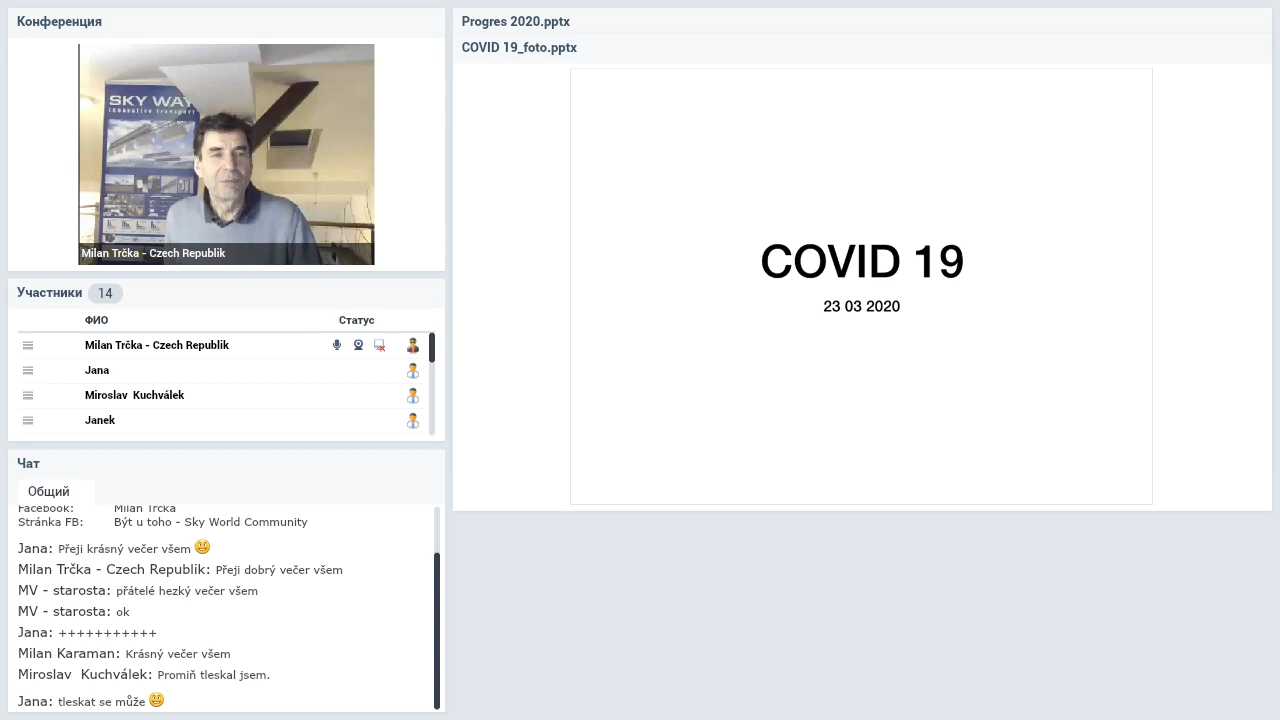 Конференция
SKY WAY
innovative transport
Milan Trčka - Czech Republik
Участники 14
ФИО Статус
Milan Trčka - Czech Republik
Jana
Miroslav Kuchválek
Janek
Чат
Общий
Facebook: Milan Trčka
Stránka FB: Být u toho - Sky World Community
Jana: Přeji krásný večer všem
Milan Trčka - Czech Republik: Přeji dobrý večer všem
MV - starosta: přátelé hezký večer všem
MV - starosta: ok
Jana: +++++++++++
Milan Karaman: Krásný večer všem
Miroslav Kuchválek: Promiň tleskal jsem.
Jana: tleskat se může
Progres 2020.pptx
COVID 19_foto.pptx
COVID 19
23 03 2020